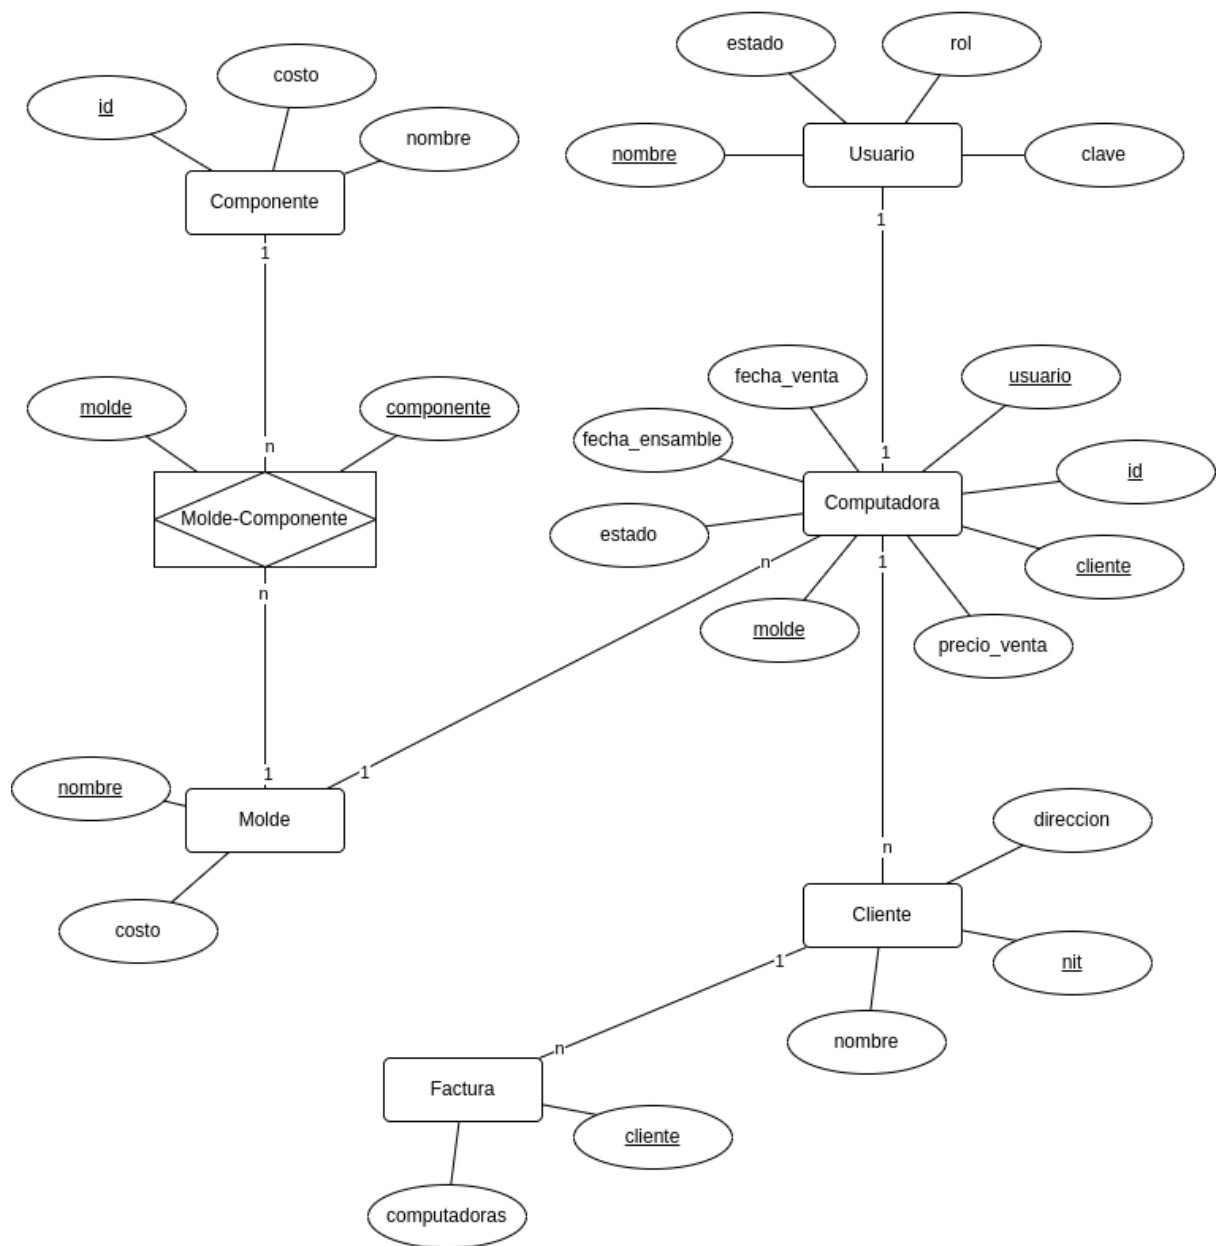 estado
rol
costo
id
nombre
nombre
Usuario
clave
Componente
1
1
fecha_venta
usuario
molde
componente
fecha_ensamble
n
1
id
Computadora
Molde-Componente
estado
n
1
cliente
n
molde
precio_venta
1
1
nombre
Molde
direccion
n
Cliente
costo
1
nit
nombre
n
Factura
cliente
computadoras